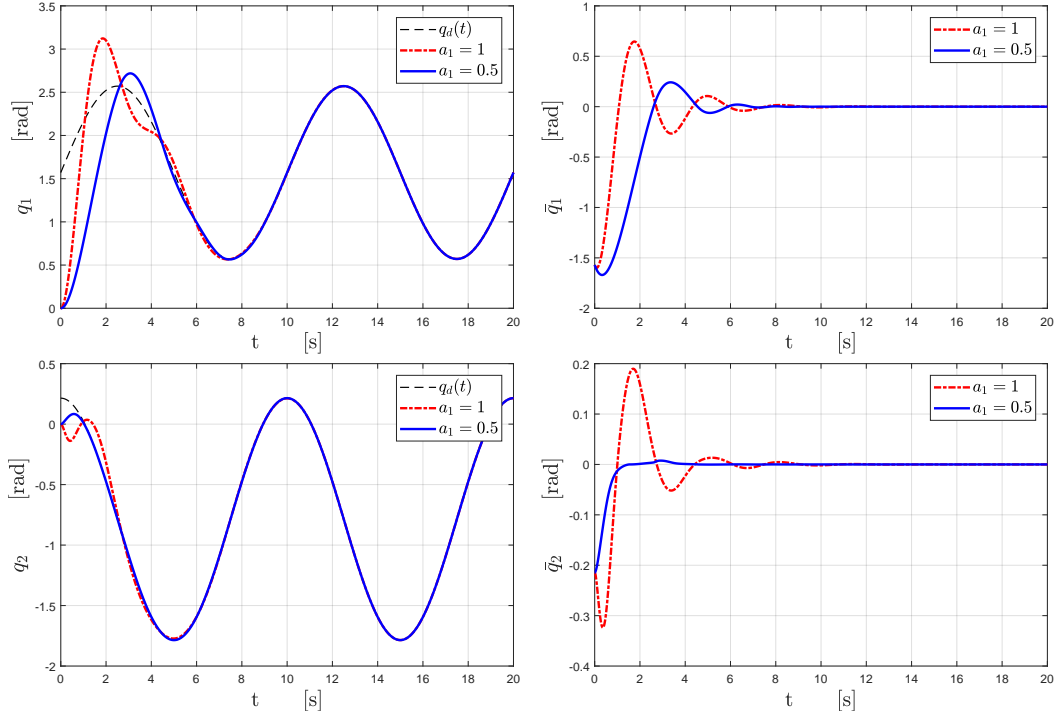 3.5
3
2.5
2
1.5
1
0.5
0
0 2 4 6 8 10 12 14 16 18 20
q₁ [rad]
t [s]
q_d(t)
a₁ = 1
a₁ = 0.5
1
0.5
0
-0.5
-1
-1.5
-2
0 2 4 6 8 10 12 14 16 18 20
q̄₁ [rad]
t [s]
a₁ = 1
a₁ = 0.5
0.5
0
-0.5
-1
-1.5
-2
0 2 4 6 8 10 12 14 16 18 20
q₂ [rad]
t [s]
q_d(t)
a₁ = 1
a₁ = 0.5
0.2
0.1
0
-0.1
-0.2
-0.3
-0.4
0 2 4 6 8 10 12 14 16 18 20
q̄₂ [rad]
t [s]
a₁ = 1
a₁ = 0.5